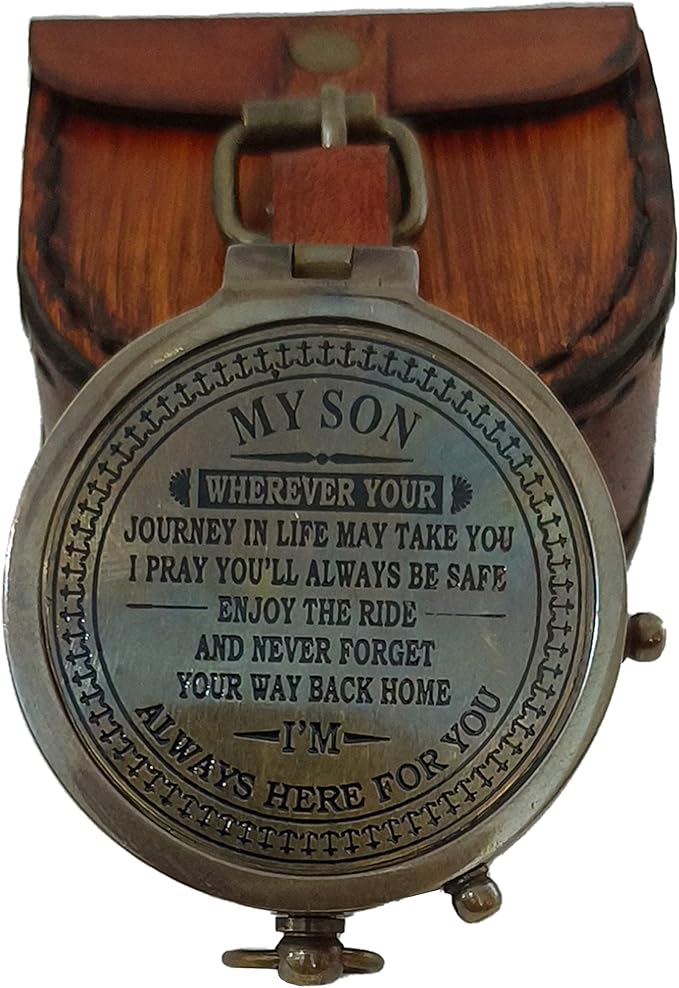 MY SON
WHEREVER YOUR
JOURNEY IN LIFE MAY TAKE YOU
I PRAY YOU'LL ALWAYS BE SAFE
ENJOY THE RIDE
AND NEVER FORGET
YOUR WAY BACK HOME
I'M
ALWAYS HERE FOR YOU